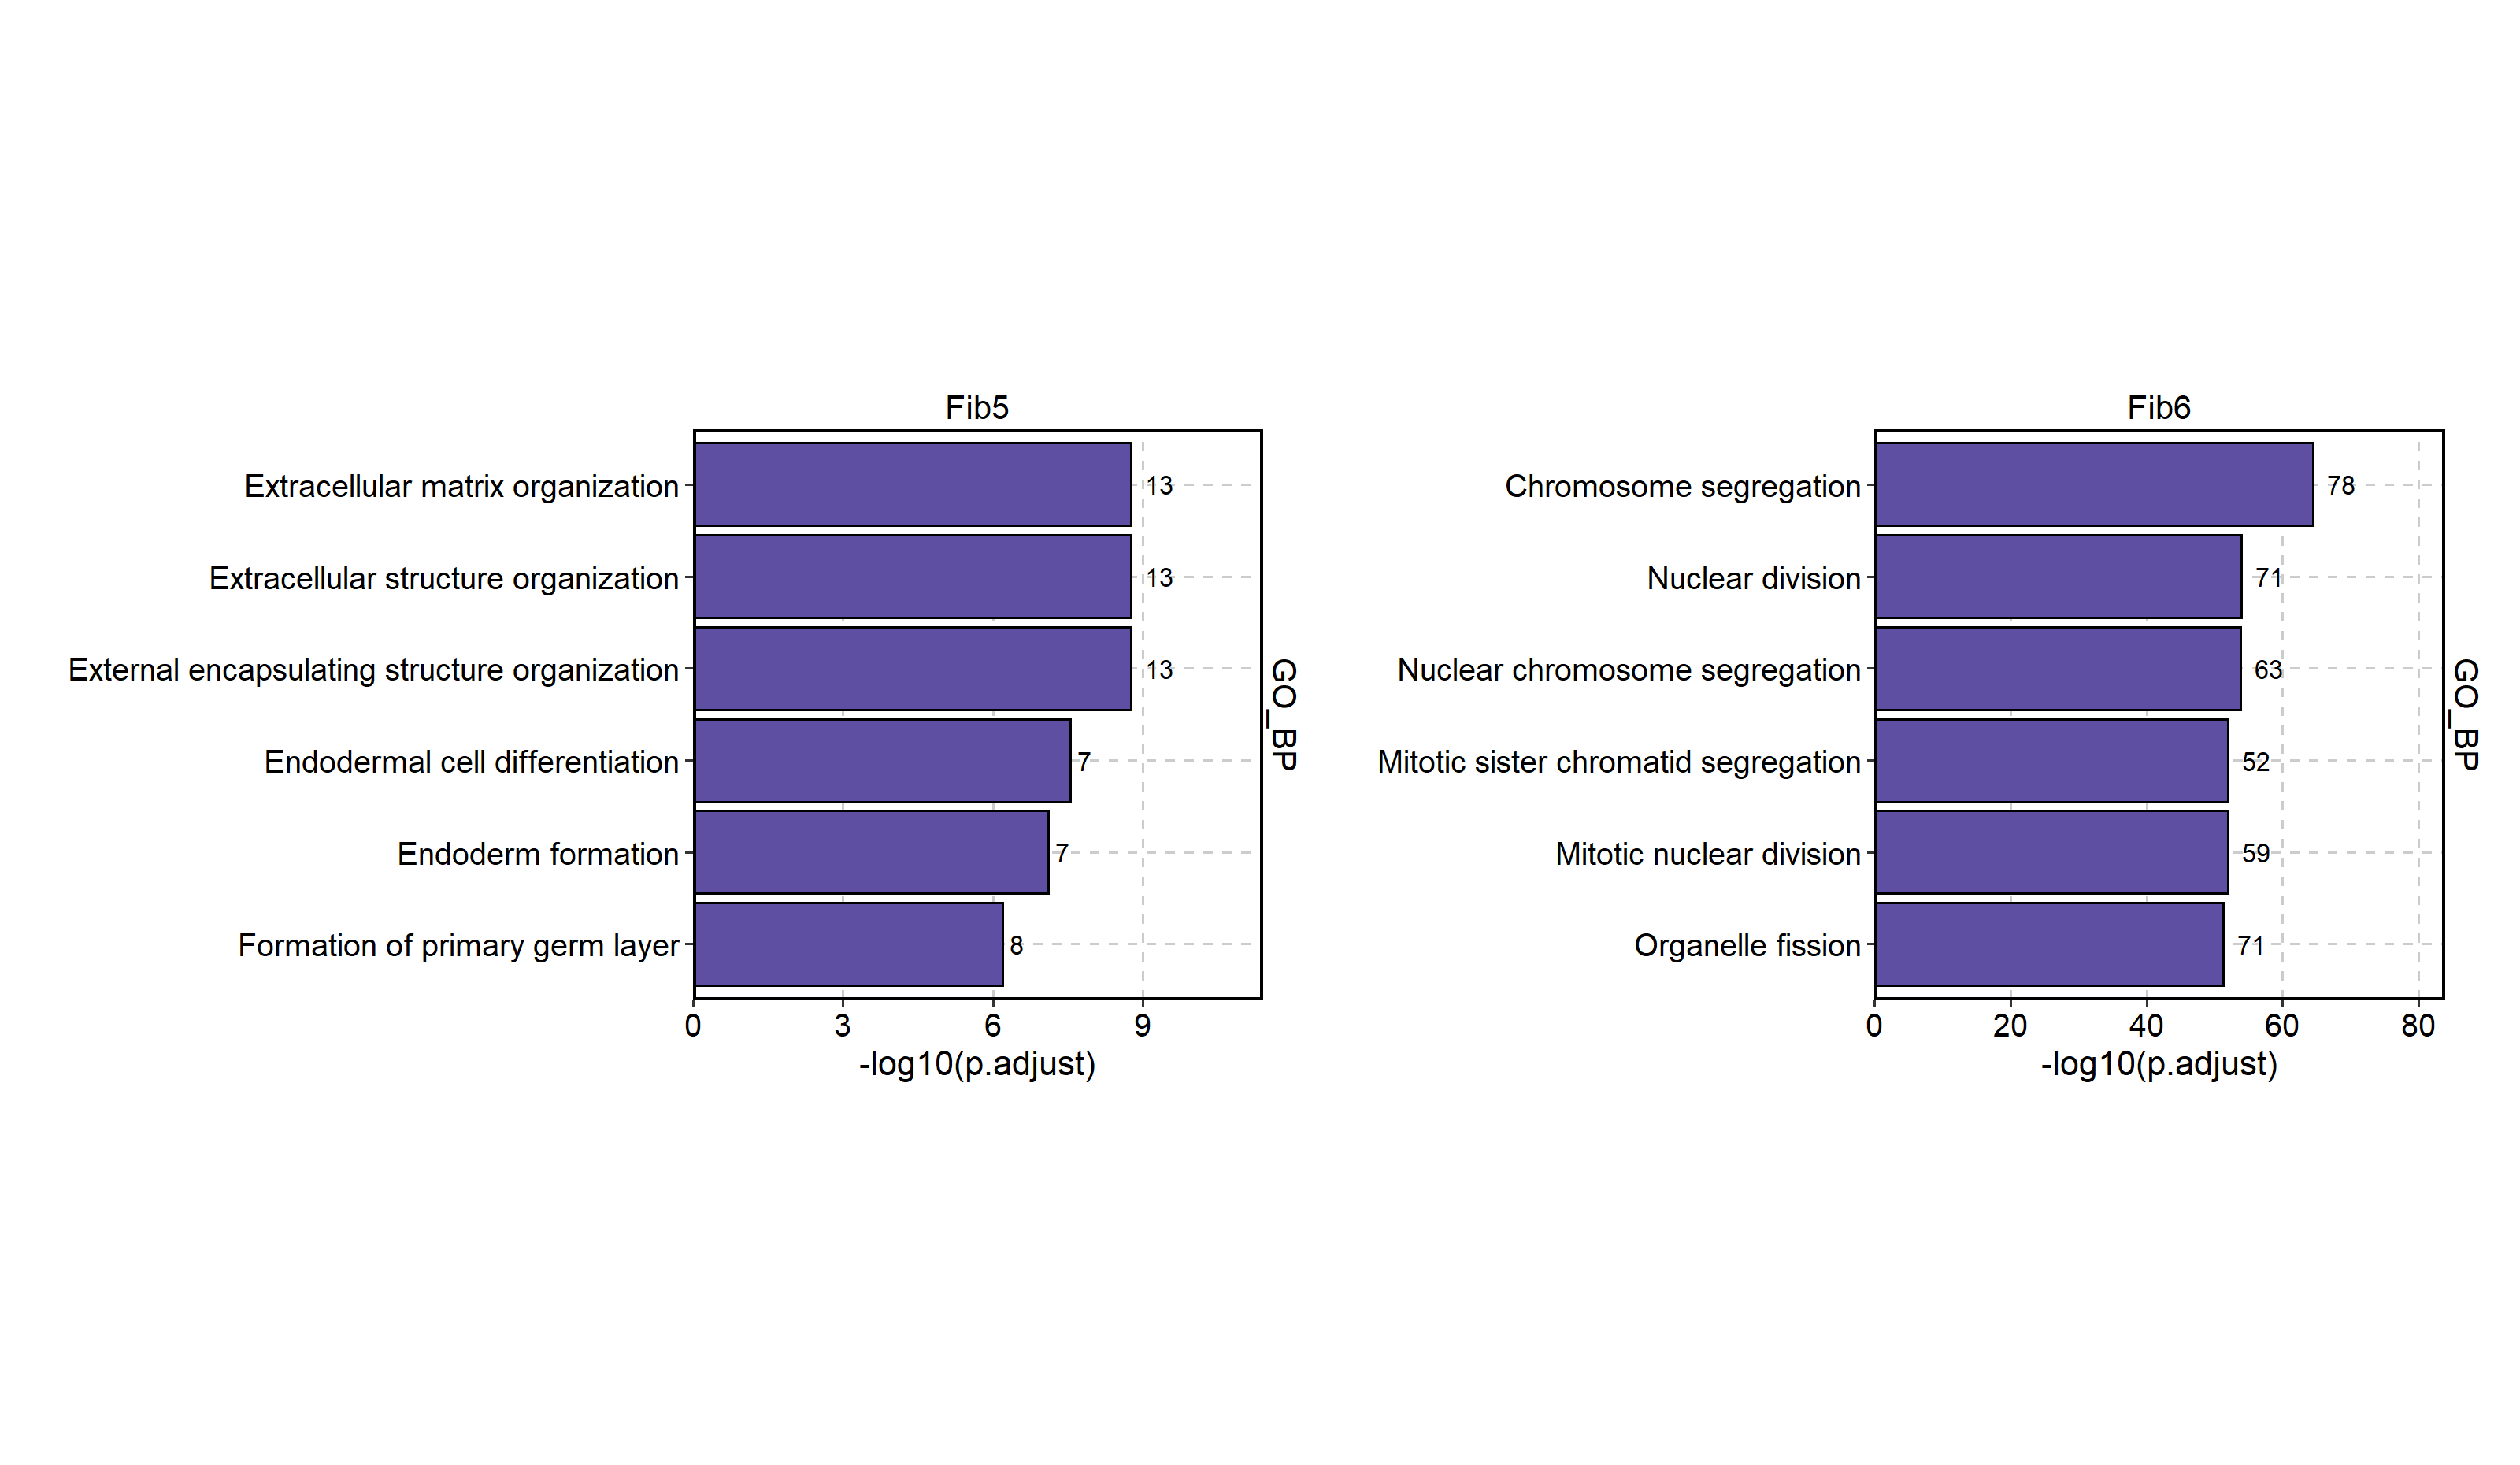 Fib5
Extracellular matrix organization
13
Extracellular structure organization
13
External encapsulating structure organization
13
Endodermal cell differentiation
7
Endoderm formation
7
Formation of primary germ layer
8
GO_BP
0 3 6 9
-log10(p.adjust)
Fib6
Chromosome segregation
78
Nuclear division
71
Nuclear chromosome segregation
63
Mitotic sister chromatid segregation
52
Mitotic nuclear division
59
Organelle fission
71
GO_BP
0 20 40 60 80
-log10(p.adjust)